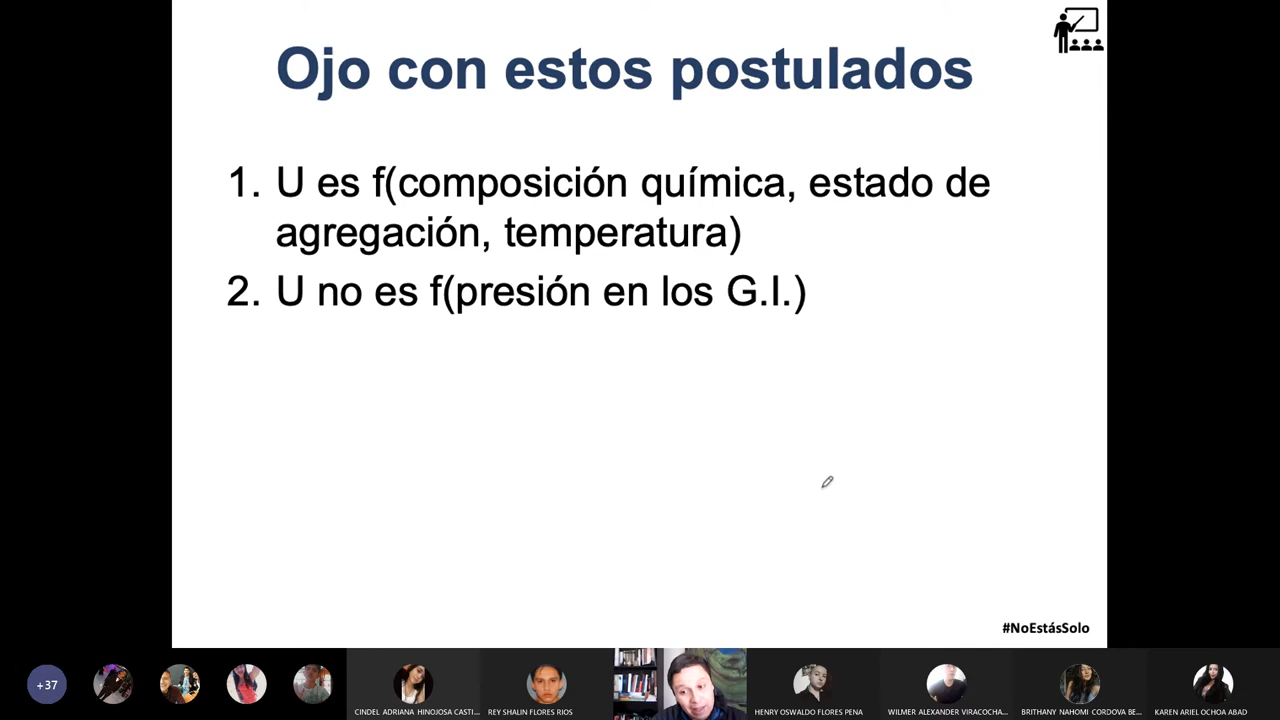 Ojo con estos postulados
1. U es f(composición química, estado de
agregación, temperatura)
2. U no es f(presión en los G.I.)
#NoEstásSolo
+37
CINDEL ADRIANA HINOJOSA CASTI...
REY SHALIN FLORES RIOS
HENRY OSWALDO FLORES PENA
WILMER ALEXANDER VIRACOCHA...
BRITHANY NAHOMI CORDOVA BE...
KAREN ARIEL OCHOA ABAD